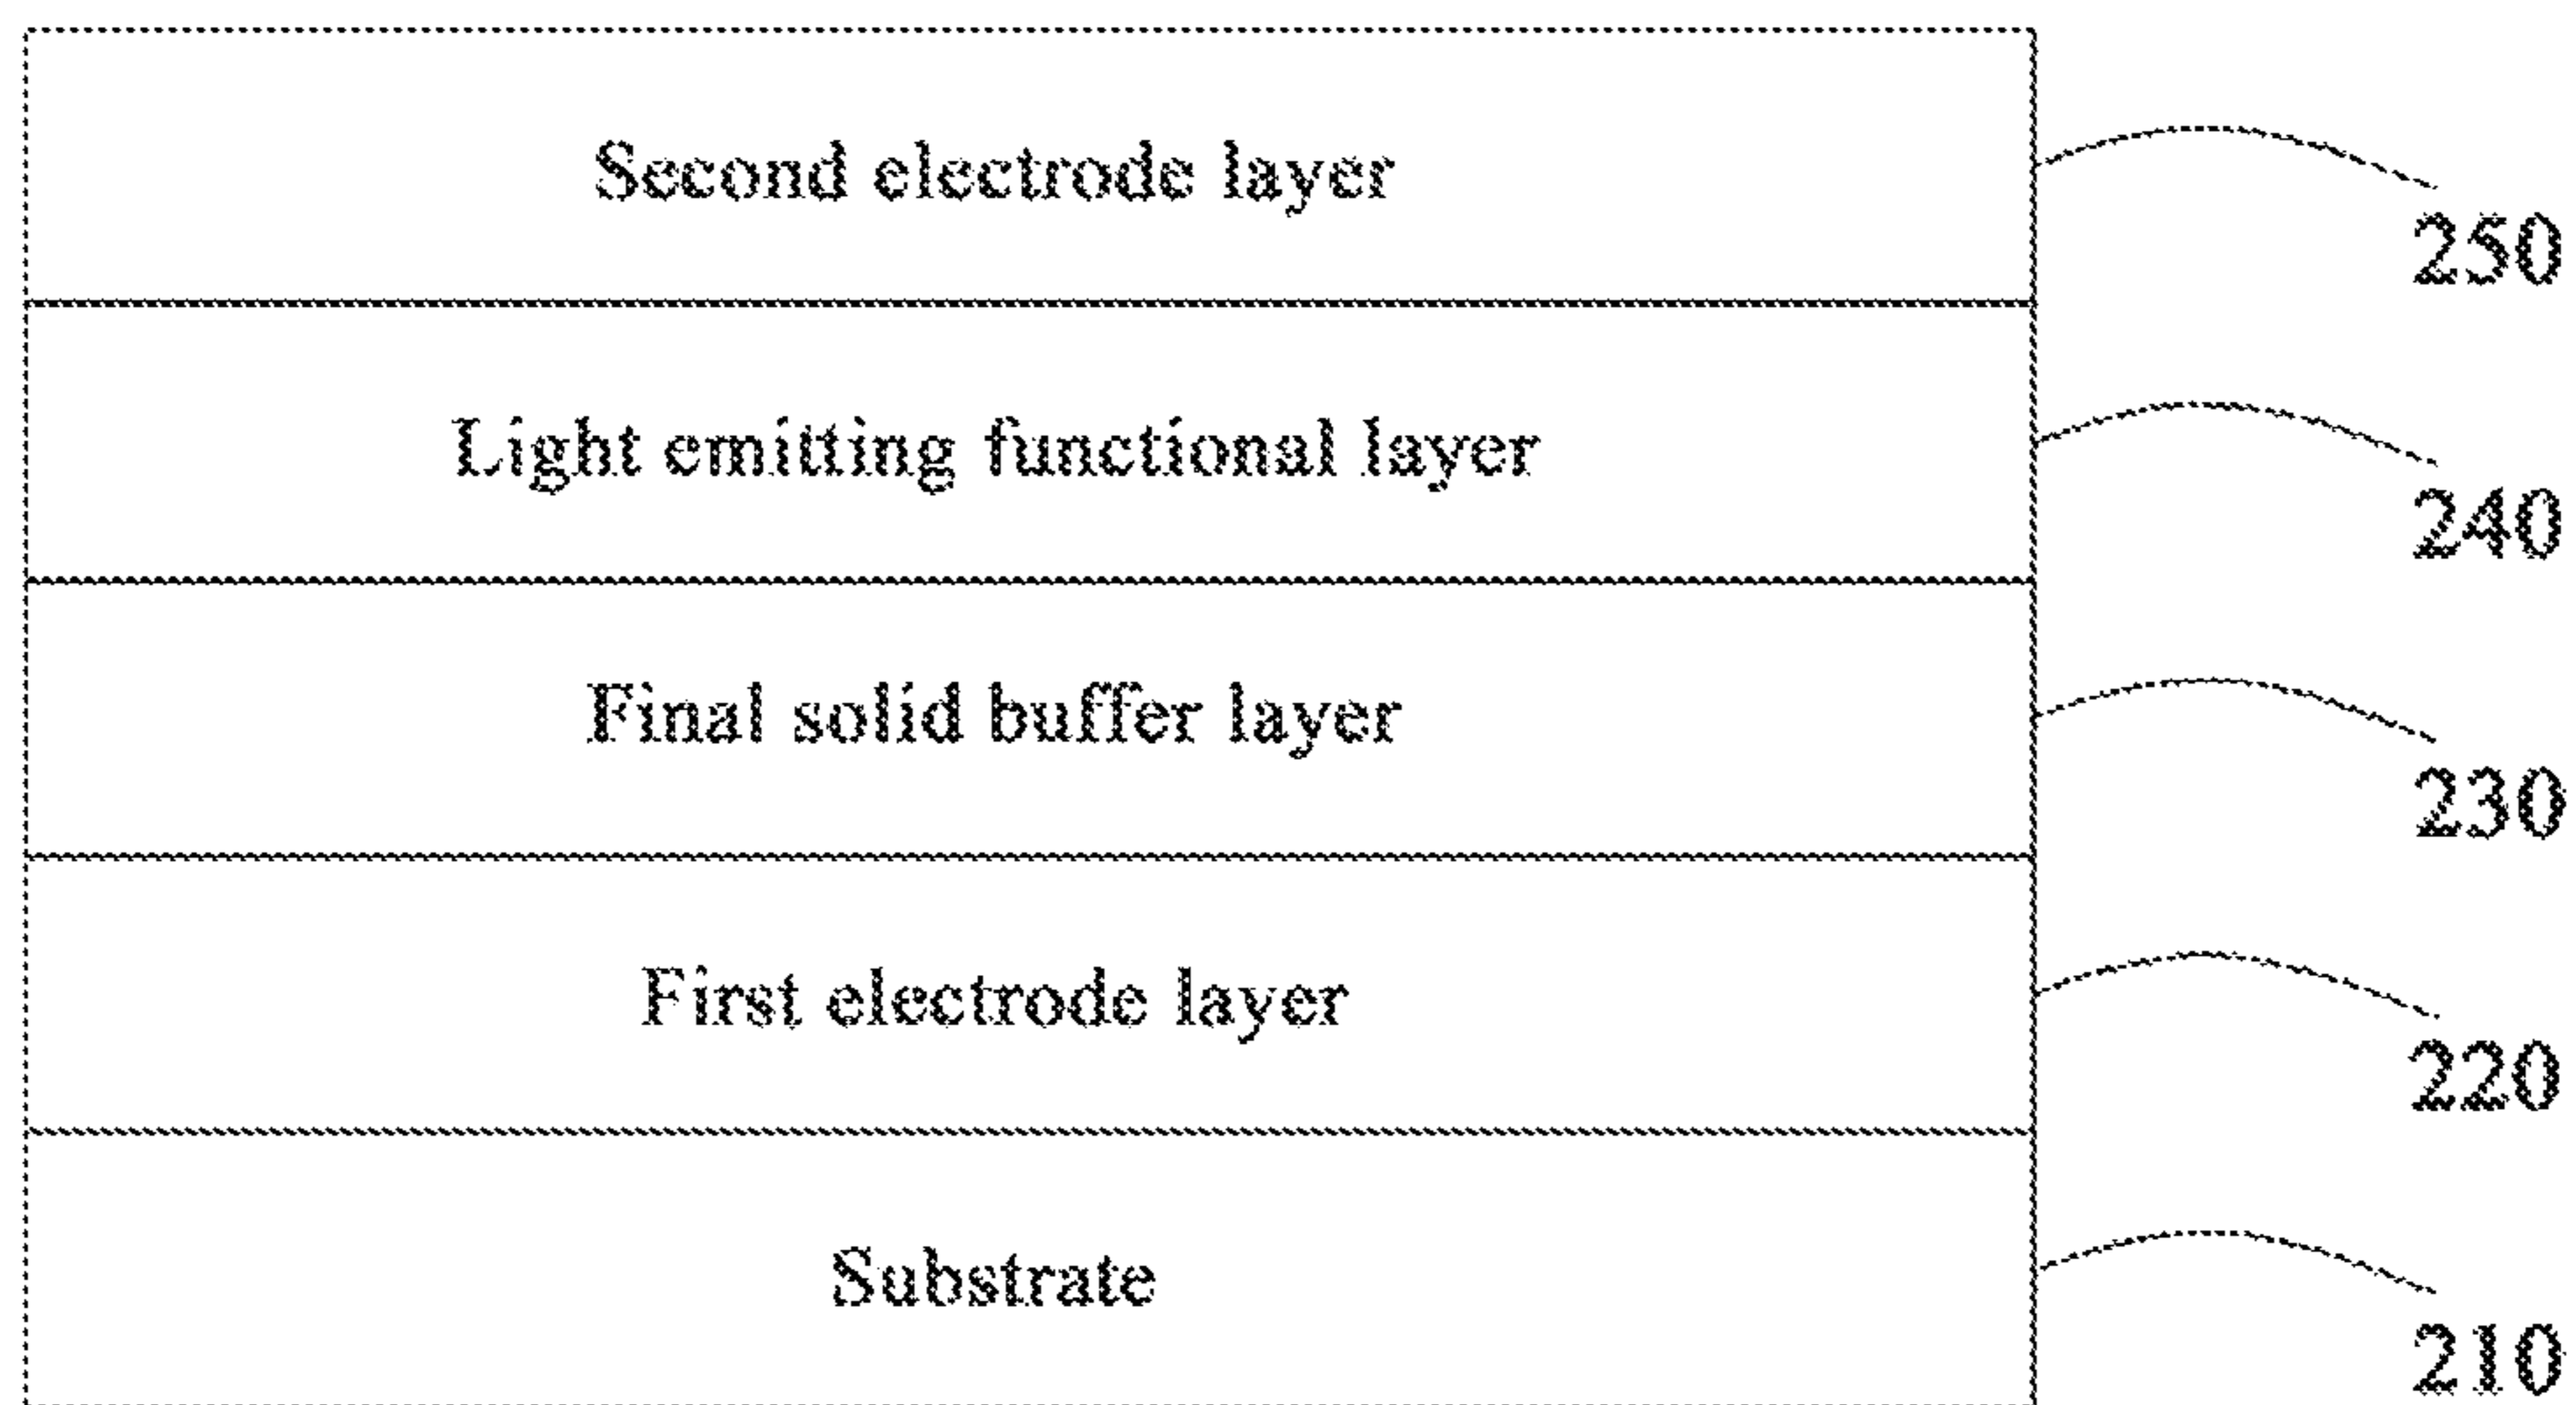 Second electrode layer
250
Light emitting functional layer
240
Final solid buffer layer
230
First electrode layer
220
Substrate
210